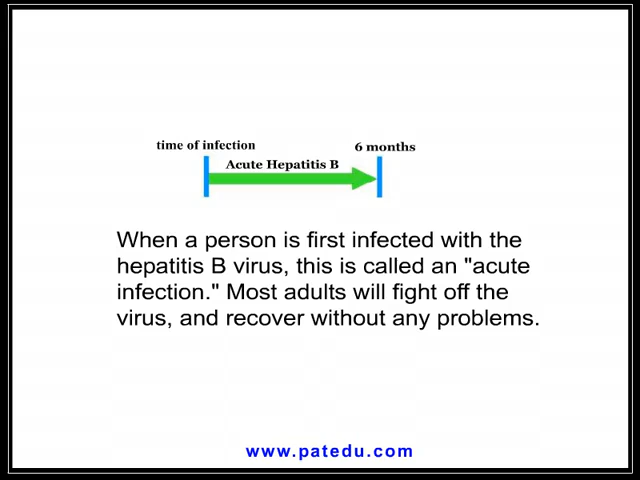 time of infection
6 months
Acute Hepatitis B
When a person is first infected with the
hepatitis B virus, this is called an "acute
infection." Most adults will fight off the
virus, and recover without any problems.
www.patedu.com